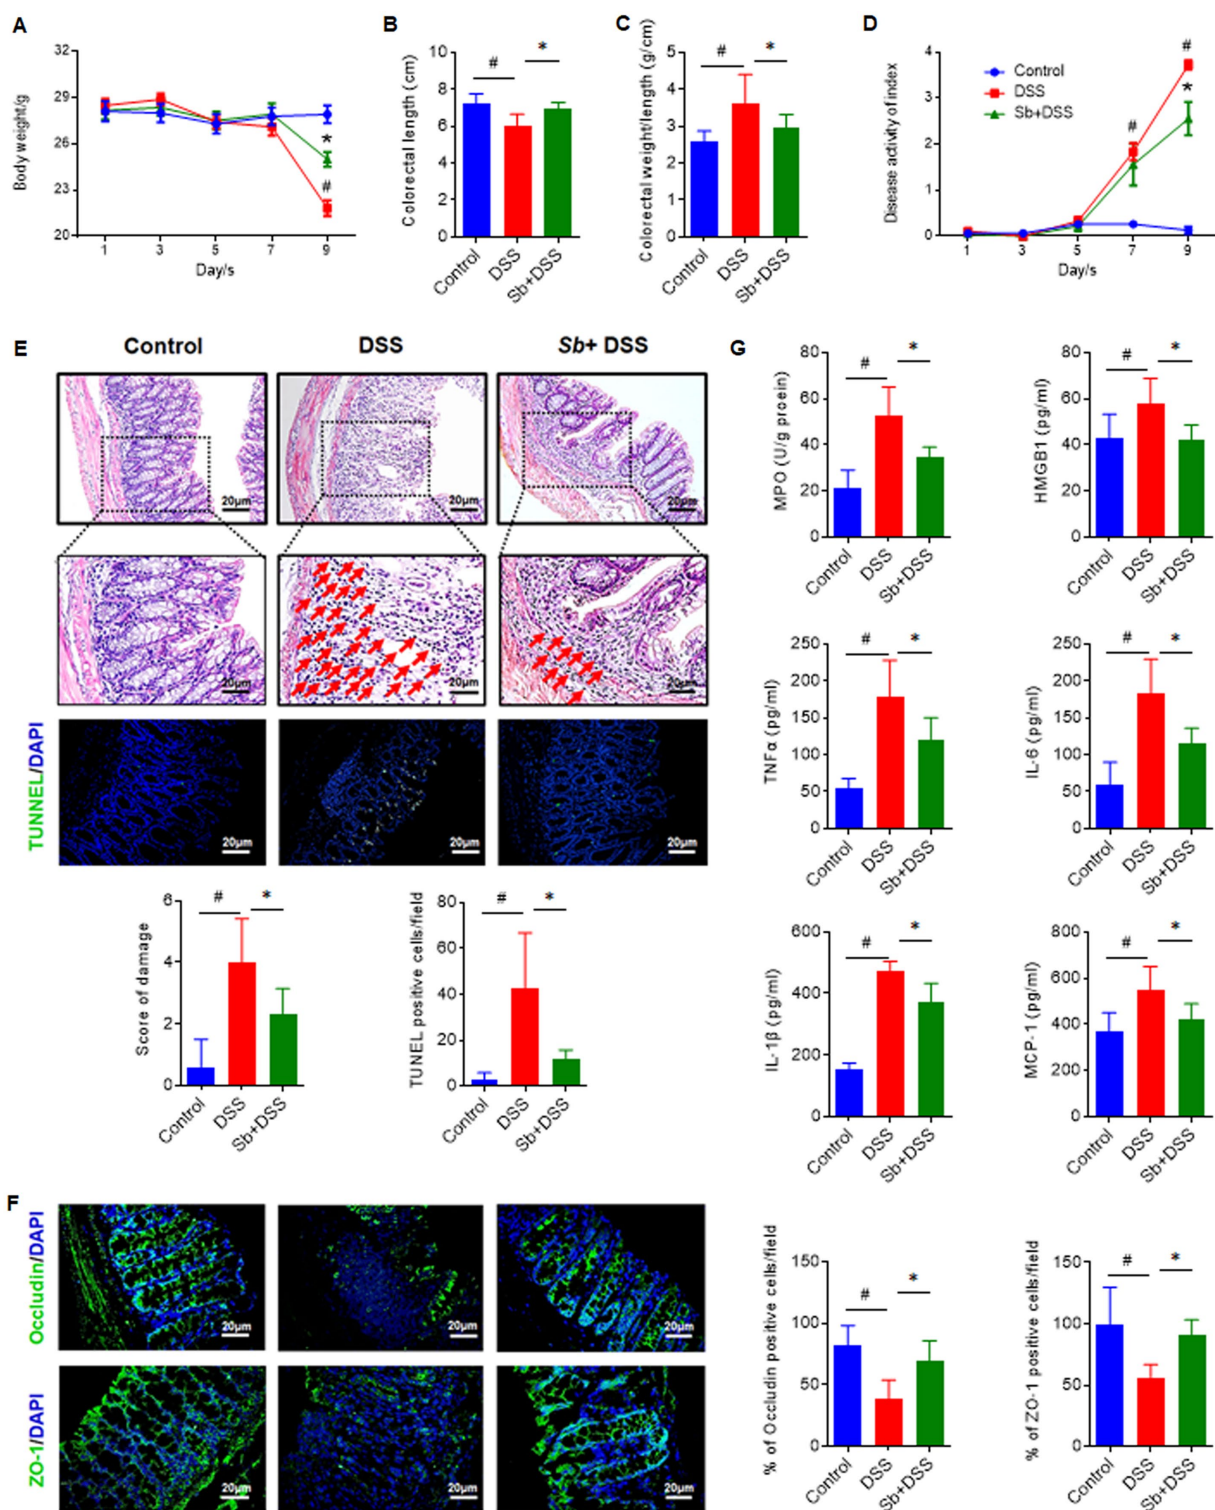 A
Body weight/g
32
29
26
23
20
1 3 5 7 9
Day/s
*
#
B
Colorectal length (cm)
10
8
6
4
2
0
# *
Control DSS Sb+DSS
C
Colorectal weight/length (g/cm)
5
4
3
2
1
0
# *
Control DSS Sb+DSS
D
Disease activity of index
4
3
2
1
0
1 3 5 7 9
Day/s
Control
DSS
Sb+DSS
#
#
*
E
Control DSS Sb+ DSS
20μm 20μm 20μm
20μm 20μm 20μm
TUNNEL/DAPI
20μm 20μm 20μm
Score of damage
6
4
2
0
# *
Control DSS Sb+DSS
TUNEL positive cells/field
80
60
40
20
0
# *
Control DSS Sb+DSS
G
MPO (U/g proein)
80
60
40
20
0
# *
Control DSS Sb+DSS
HMGB1 (pg/ml)
80
60
40
20
0
# *
Control DSS Sb+DSS
TNFα (pg/ml)
250
200
150
100
50
0
# *
Control DSS Sb+DSS
IL-6 (pg/ml)
250
200
150
100
50
0
# *
Control DSS Sb+DSS
IL-1β (pg/ml)
600
400
200
0
# *
Control DSS Sb+DSS
MCP-1 (pg/ml)
800
600
400
200
0
# *
Control DSS Sb+DSS
F
Occludin/DAPI
20μm 20μm 20μm
ZO-1/DAPI
20μm 20μm 20μm
% of Occludin positive cells/field
150
100
50
0
# *
Control DSS Sb+DSS
% of ZO-1 positive cells/field
150
100
50
0
# *
Control DSS Sb+DSS